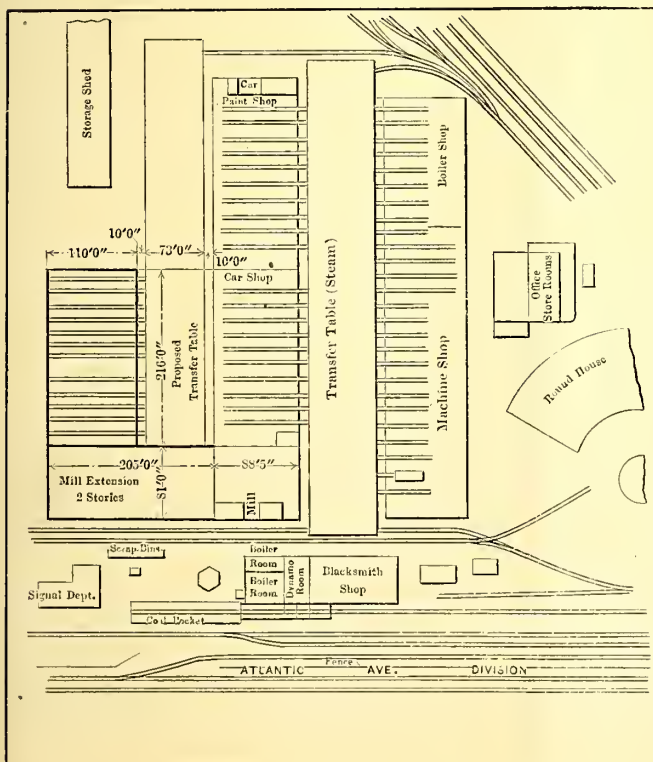 Storage Shed
Car
Paint Shop
Boiler Shop
10'0"
110'0"
73'0"
10'0"
Car Shop
Office
Store Rooms
216'0"
Proposed
Transfer Table
Transfer Table (Steam)
Machine Shop
Round House
205'0"
88'5"
Mill Extension
2 Stories
81'0"
Mill
Scrap Bins
Boiler
Room
Boiler
Room
Dynamo
Room
Blacksmith
Shop
Signal Dept.
Coal Pocket
Fence
ATLANTIC AVE. DIVISION